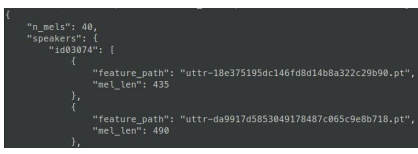 {
"n_mels": 40,
"speakers": {
"id03074": [
{
"feature_path": "uttr-18e375195dc146fd8d14b8a322c29b90.pt",
"mel_len": 435
},
{
"feature_path": "uttr-da9917d5853049178487c065c9e8b718.pt",
"mel_len": 490
},